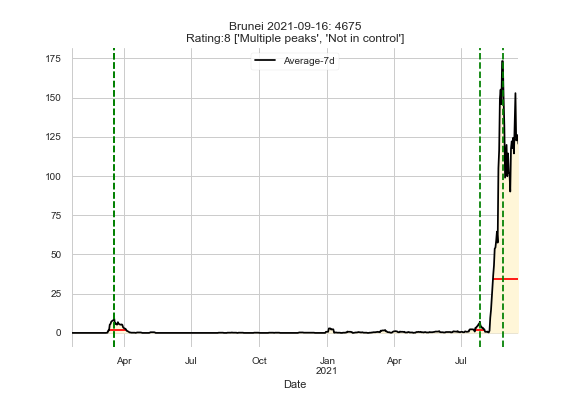 Brunei 2021-09-16: 4675
Rating:8 ['Multiple peaks', 'Not in control']
Average-7d
175
150
125
100
75
50
25
0
Apr Jul Oct Jan Apr Jul
2021
Date